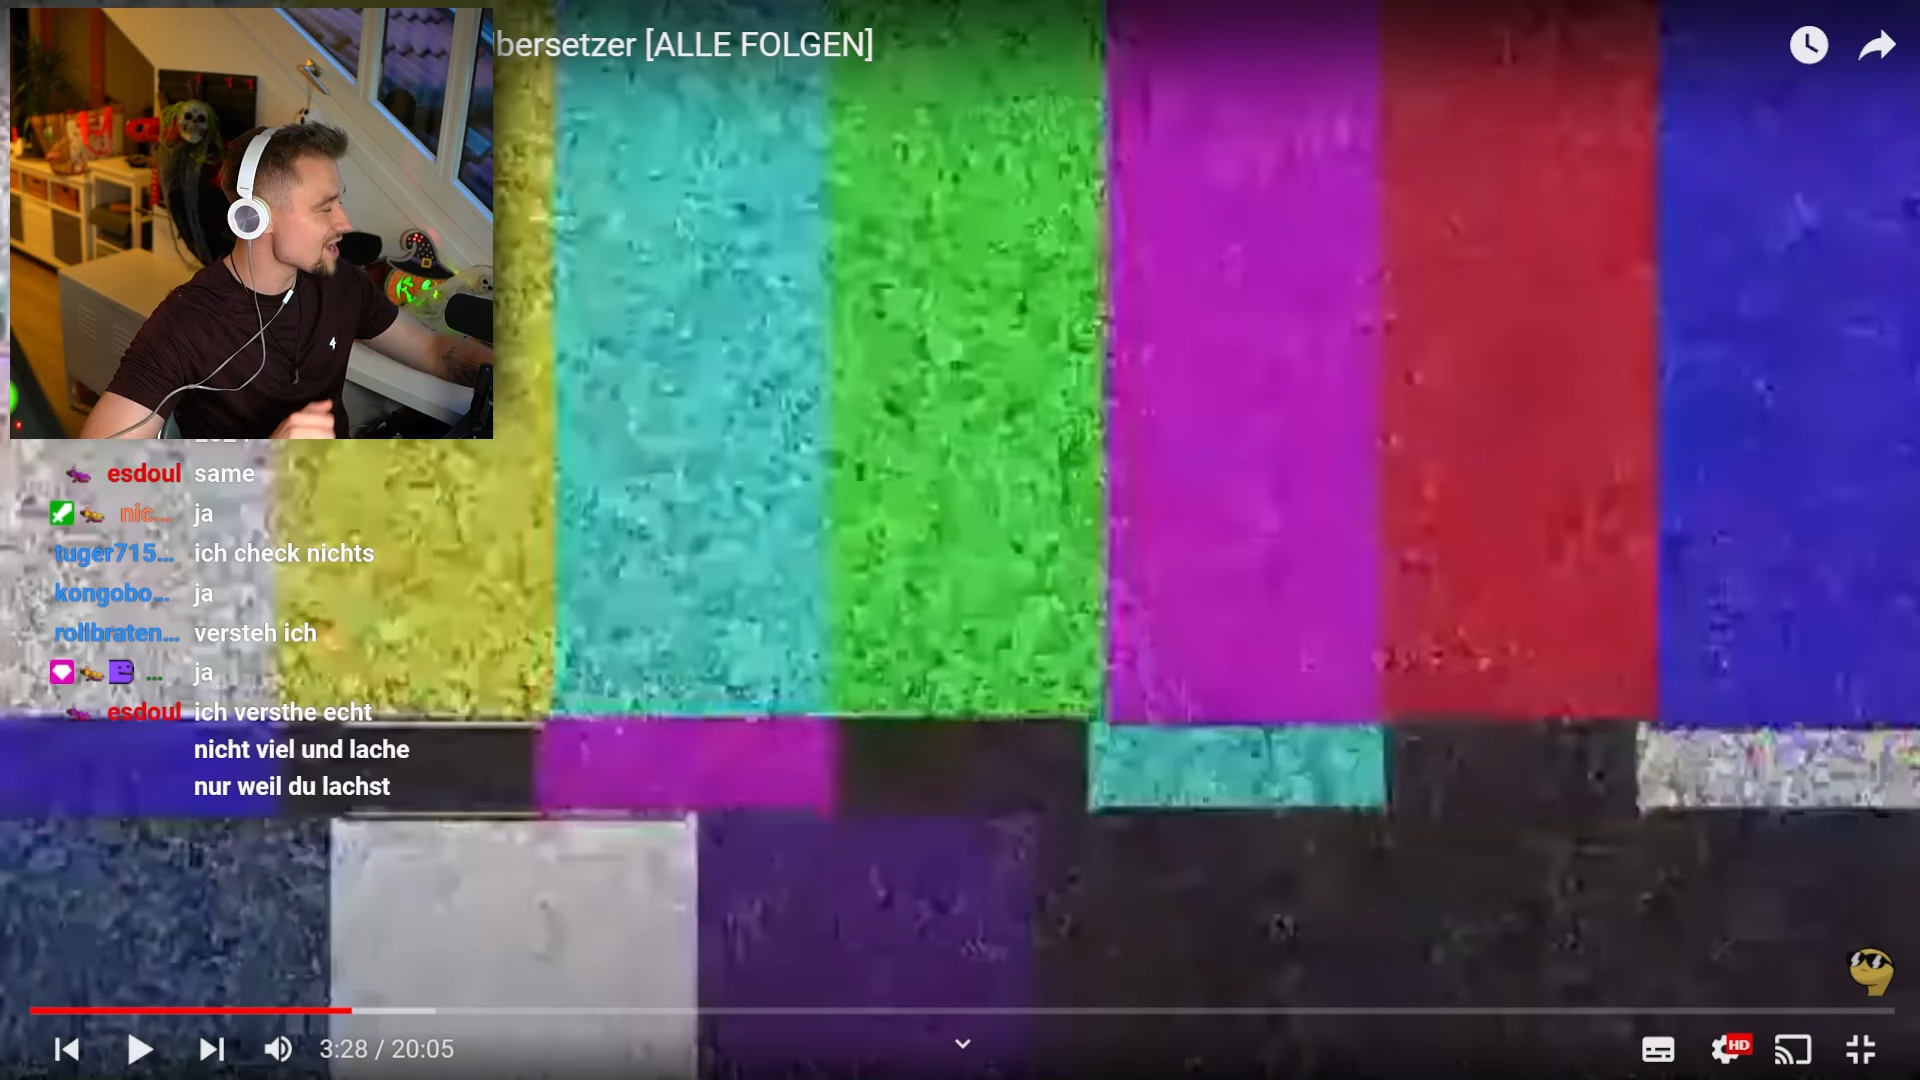 bersetzer [ALLE FOLGEN]
esdoul same
nic... ja
tuger715... ich check nichts
kongobo... ja
rollbraten... versteh ich
... ja
esdoul ich versthe echt
nicht viel und lache
nur weil du lachst
3:28 / 20:05
HD